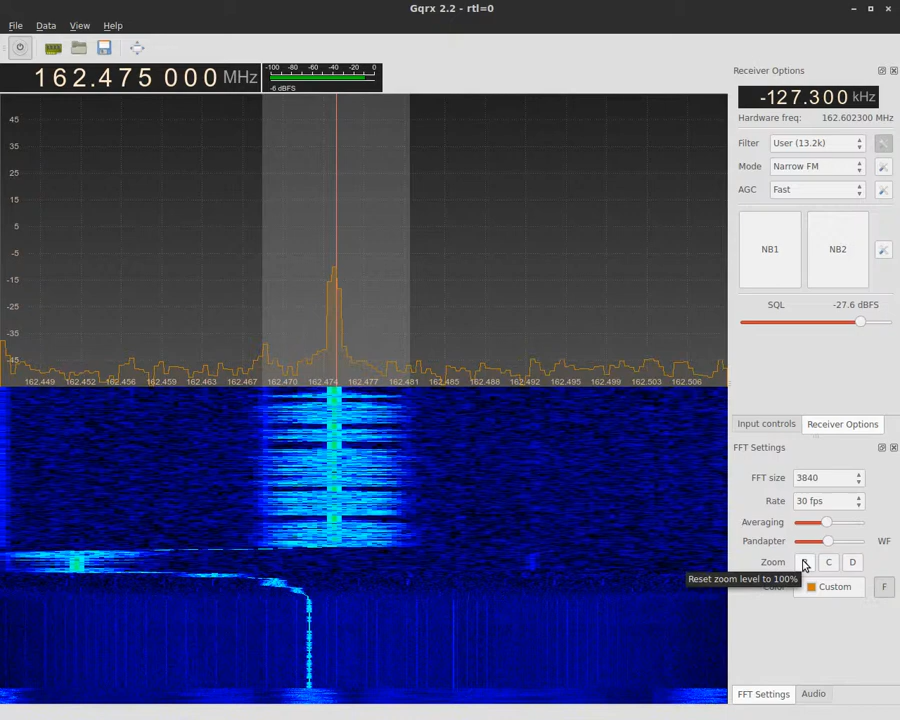 Gqrx 2.2 - rtl=0
File Data View Help
162.475 000 MHz
-100 -80 -60 -40 -20 0
-6 dBFS
45
35
25
15
5
-5
-15
-25
-35
-45
162.449 162.452 162.456 162.459 162.463 162.467 162.470 162.474 162.477 162.481 162.485 162.488 162.492 162.495 162.499 162.503 162.506
Receiver Options
-127.300 kHz
Hardware freq: 162.602300 MHz
Filter User (13.2k)
Mode Narrow FM
AGC Fast
NB1 NB2
SQL -27.6 dBFS
Input controls Receiver Options
FFT Settings
FFT size 3840
Rate 30 fps
Averaging
Pandapter WF
Zoom C D
Reset zoom level to 100%
Custom F
FFT Settings Audio